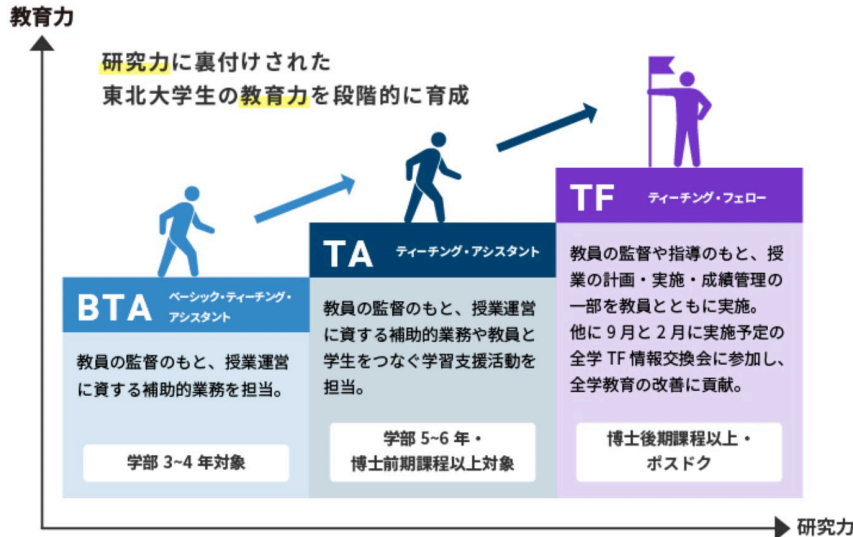 教育力
研究力に裏付けされた
東北大学生の教育力を段階的に育成
BTA
ベーシック・ティーチング・
アシスタント
教員の監督のもと、授業運営
に資する補助的業務を担当。
学部 3~4 年対象
TA
ティーチング・アシスタント
教員の監督のもと、授業運営
に資する補助的業務や教員と
学生をつなぐ学習支援活動を
担当。
学部 5~6 年・
博士前期課程以上対象
TF
ティーチング・フェロー
教員の監督や指導のもと、授
業の計画・実施・成績管理の
一部を教員とともに実施。
他に 9 月と 2 月に実施予定の
全学 TF 情報交換会に参加し、
全学教育の改善に貢献。
博士後期課程以上・
ポスドク
研究力